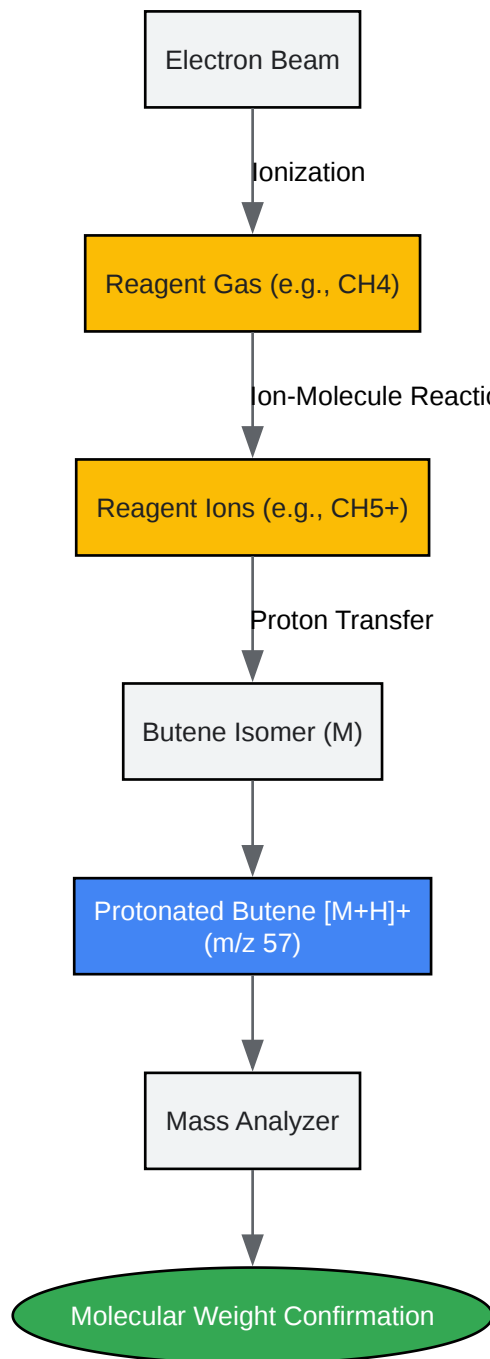 Electron Beam
Ionization
Reagent Gas (e.g., CH4)
Ion-Molecule Reactio
Reagent Ions (e.g., CH5+)
Proton Transfer
Butene Isomer (M)
Protonated Butene [M+H]+
(m/z 57)
Mass Analyzer
Molecular Weight Confirmation